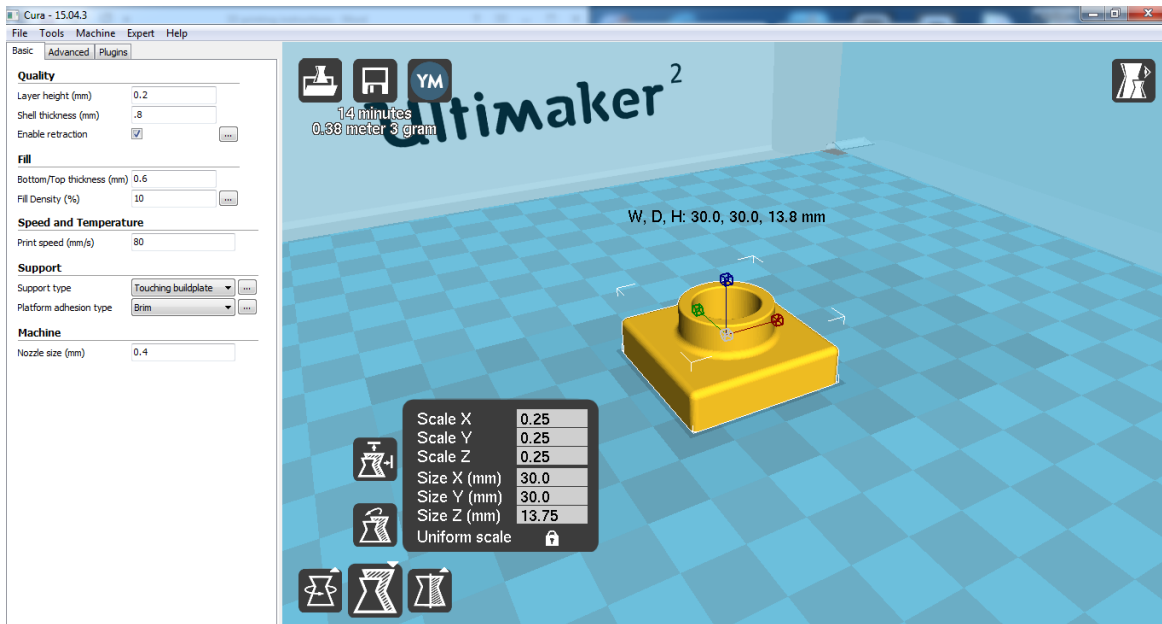 Cura - 15.04.3
File Tools Machine Expert Help
Basic Advanced Plugins
Quality
Layer height (mm) 0.2
Shell thickness (mm) .8
Enable retraction ...
Fill
Bottom/Top thickness (mm) 0.6
Fill Density (%) 10 ...
Speed and Temperature
Print speed (mm/s) 80
Support
Support type Touching buildplate ...
Platform adhesion type Brim ...
Machine
Nozzle size (mm) 0.4
YM
Ultimaker²
14 minutes
0.38 meter 3 gram
W, D, H: 30.0, 30.0, 13.8 mm
Scale X 0.25
Scale Y 0.25
Scale Z 0.25
Size X (mm) 30.0
Size Y (mm) 30.0
Size Z (mm) 13.75
Uniform scale